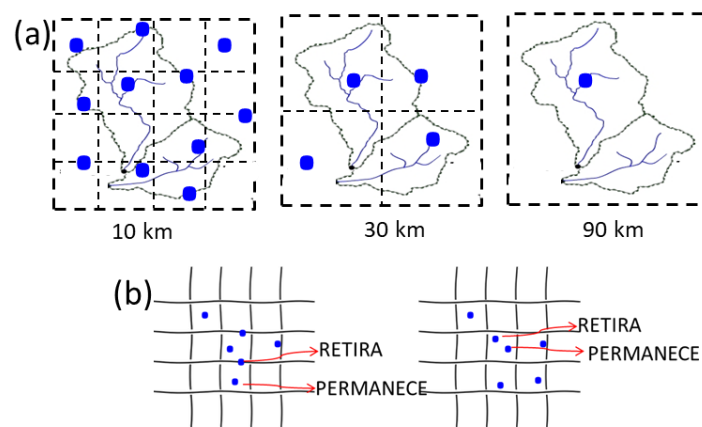 (a)
10 km
30 km
90 km
(b)
RETIRA
PERMANECE
RETIRA
PERMANECE